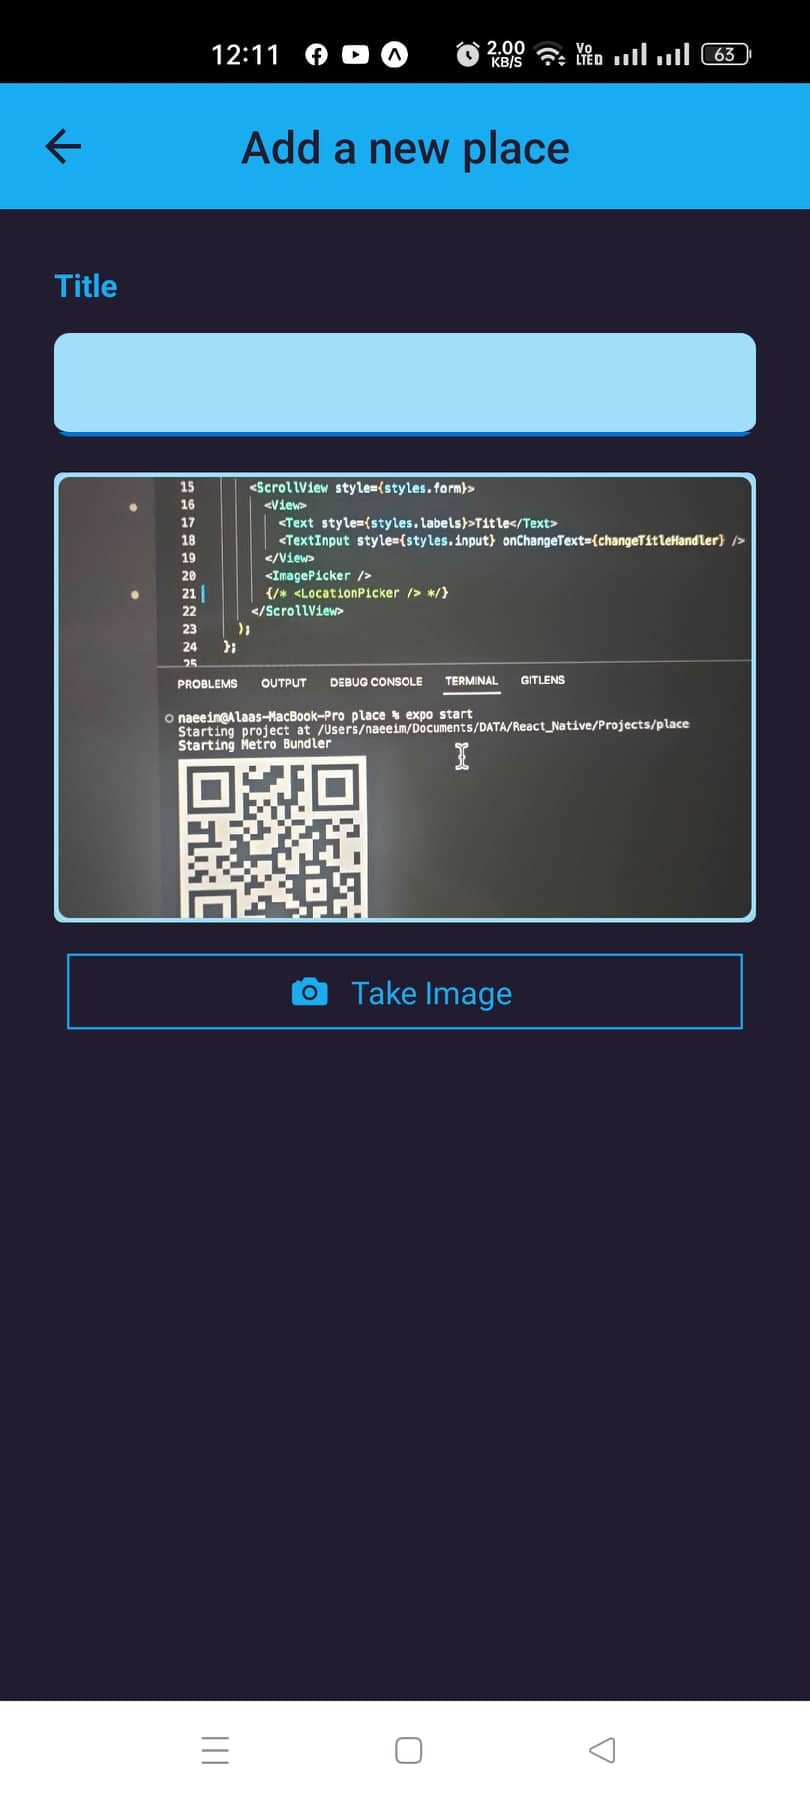 12:11
2.00
KB/S
Vo
LTE
63
Add a new place
Title
15 <ScrollView style={styles.form}>
16 <View>
17 <Text style={styles.labels}>Title</Text>
18 <TextInput style={styles.input} onChangeText={changeTitleHandler} />
19 </View>
20 <ImagePicker />
21 {/* <LocationPicker /> */}
22 </ScrollView>
23 );
24 };
25
PROBLEMS OUTPUT DEBUG CONSOLE TERMINAL GITLENS
naeeim@Alaas-MacBook-Pro place % expo start
Starting project at /Users/naeeim/Documents/DATA/React_Native/Projects/place
Starting Metro Bundler
Take Image